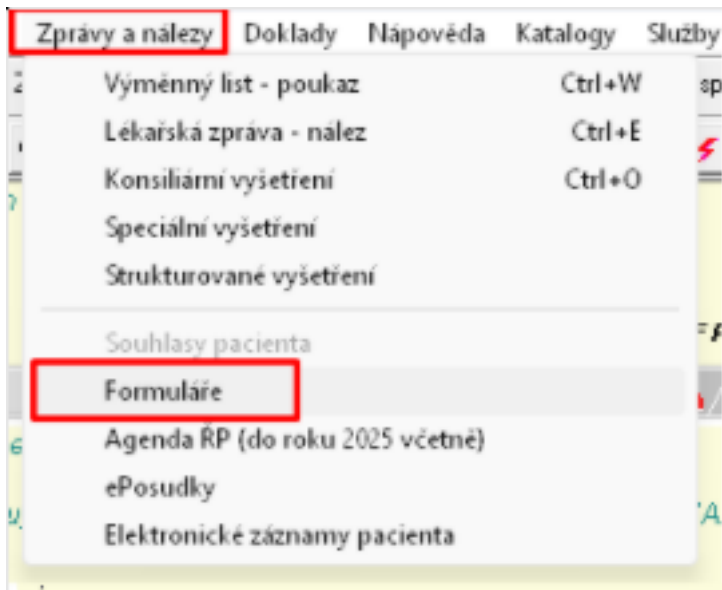 Zprávy a nálezy Doklady Nápověda Katalogy Služby
Výměnný list - poukaz Ctrl+W sp
Lékařská zpráva - nález Ctrl+E
Konsiliární vyšetření Ctrl+O
Speciální vyšetření
Strukturované vyšetření
Souhlasy pacienta
Formuláře
Agenda ŘP (do roku 2025 včetně)
ePosudky
Elektronické záznamy pacienta